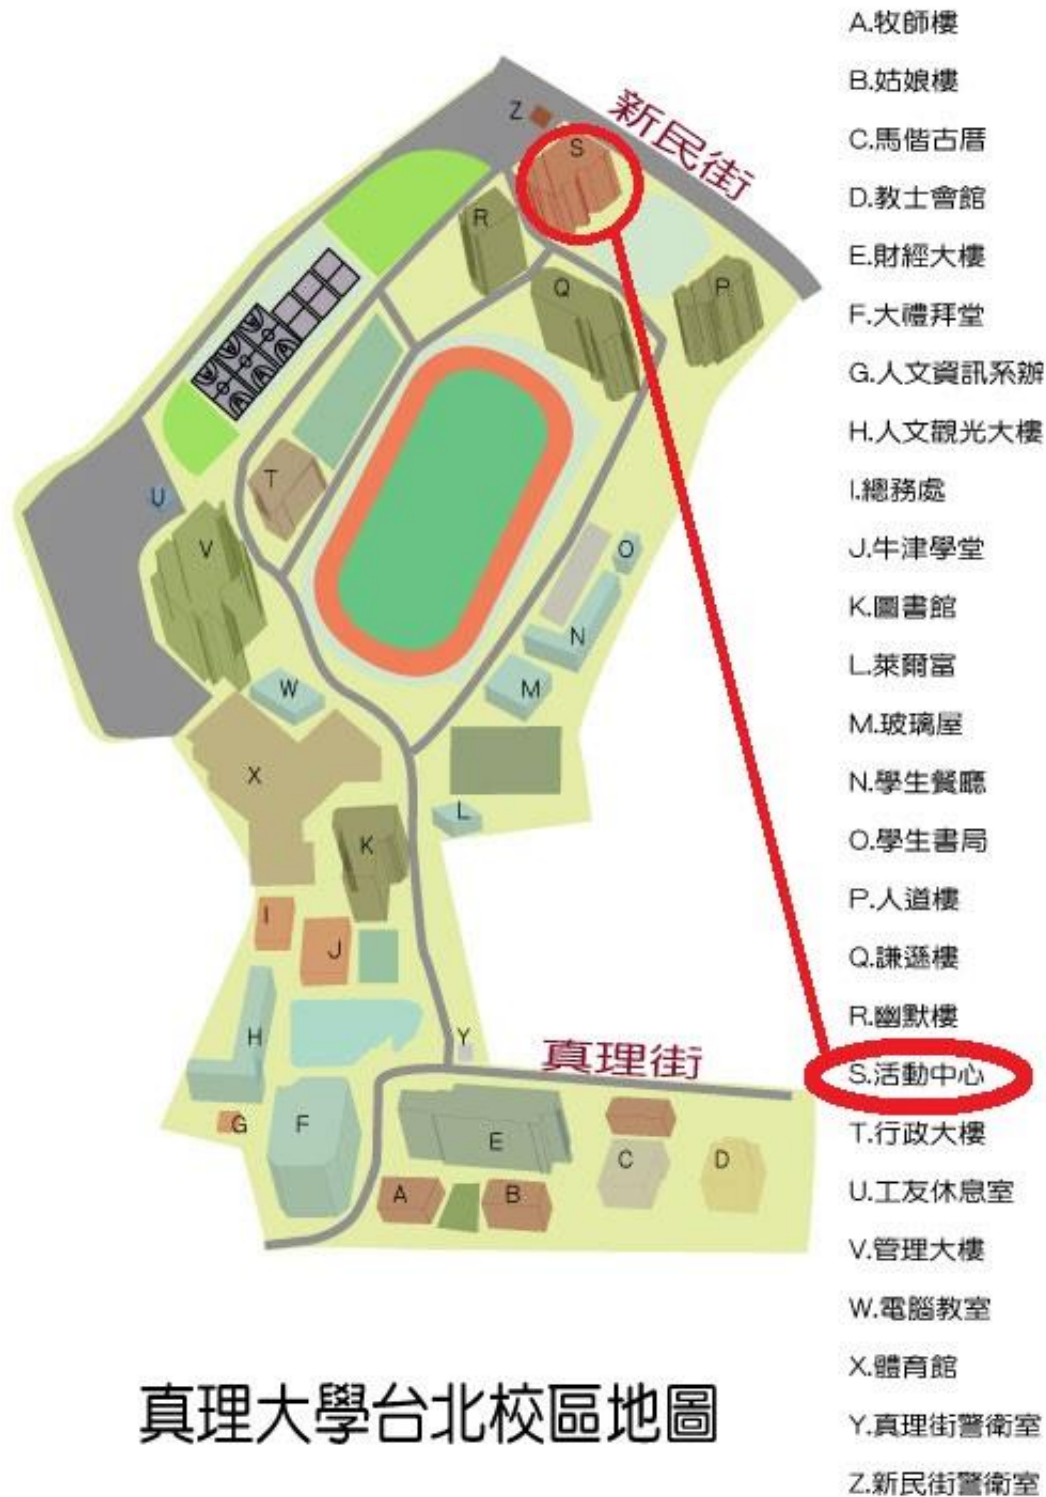 A.牧師樓
B.姑娘樓
C.馬偕古厝
D.教士會館
E.財經大樓
F.大禮拜堂
G.人文資訊系辦
H.人文觀光大樓
I.總務處
J.牛津學堂
K.圖書館
L.萊爾富
M.玻璃屋
N.學生餐廳
O.學生書局
P.人道樓
Q.謙遜樓
R.幽默樓
S.活動中心
T.行政大樓
U.工友休息室
V.管理大樓
W.電腦教室
X.體育館
Y.真理街警衛室
Z.新民街警衛室
新民街
Z
S
R
Q
P
T
U
V
O
N
W
M
X
L
K
I
J
H
Y
真理街
G
F
E
C
D
A
B
真理大學台北校區地圖